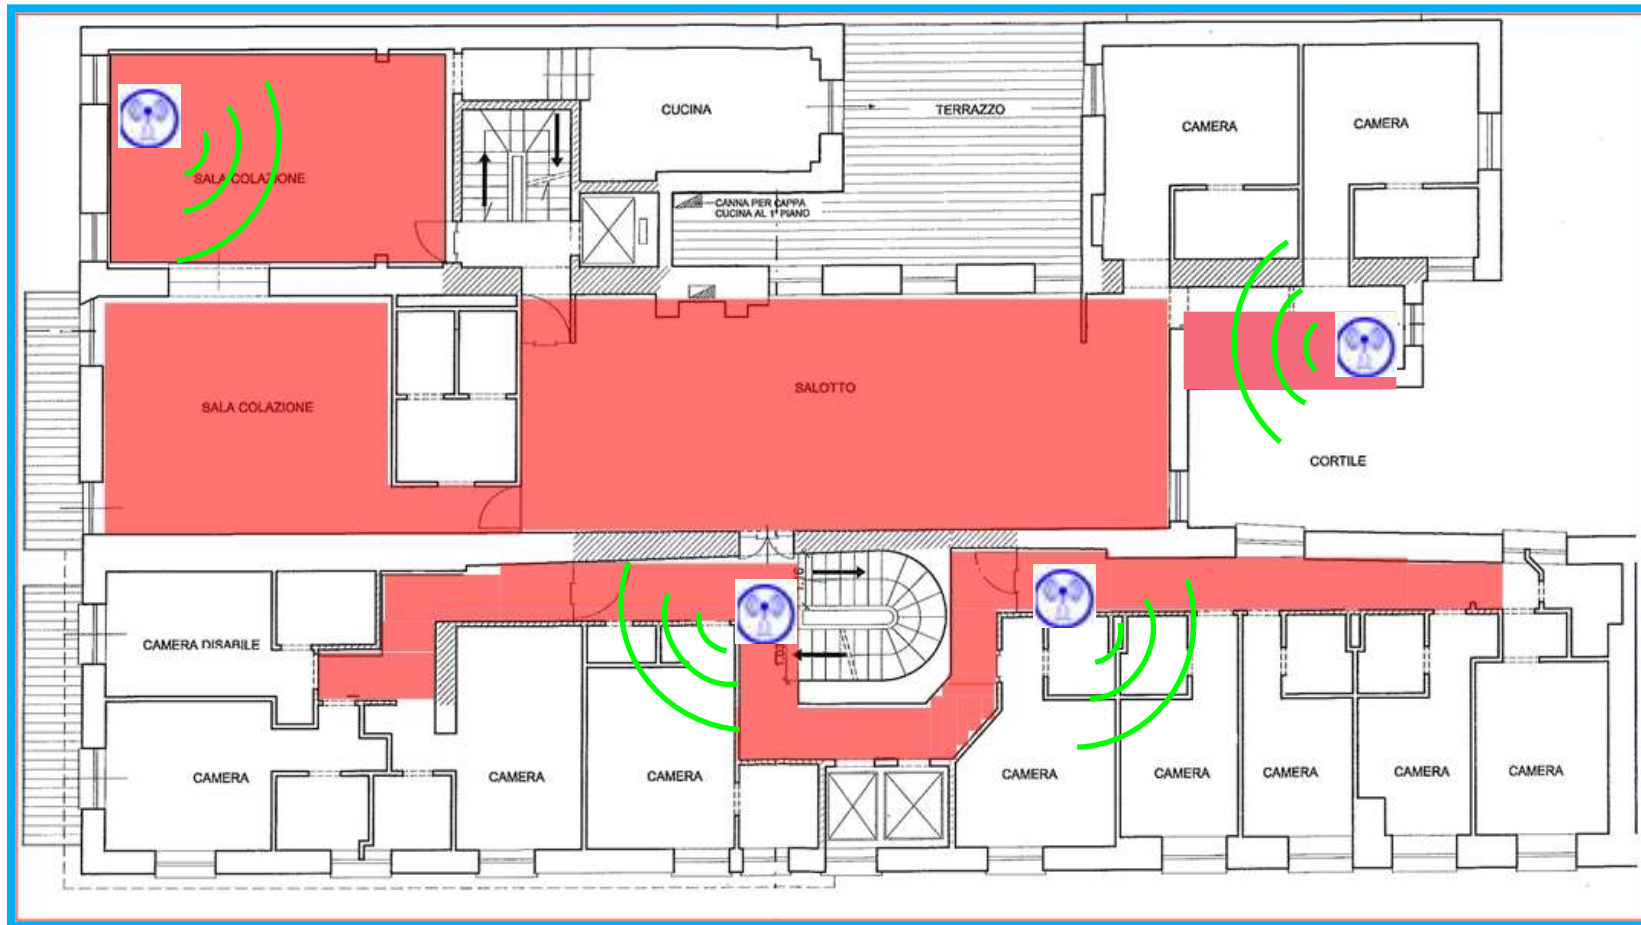 CUCINA
TERRAZZO
CAMERA
CAMERA
SALA COLAZIONE
CANNA PER CAPPA
CUCINA AL 1° PIANO
SALA COLAZIONE
SALOTTO
CORTILE
CAMERA DISABILE
CAMERA
CAMERA
CAMERA
CAMERA
CAMERA
CAMERA
CAMERA
CAMERA